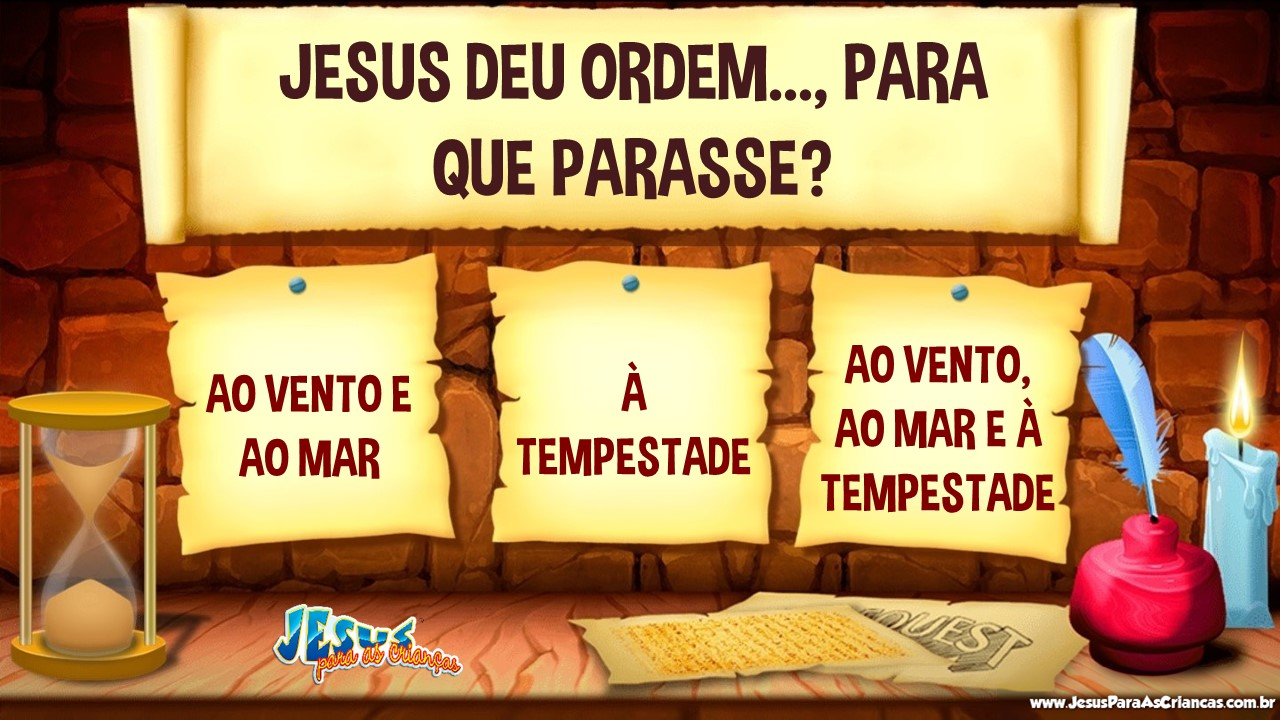 JESUS DEU ORDEM..., PARA
QUE PARASSE?
AO VENTO E
AO MAR
À
TEMPESTADE
AO VENTO,
AO MAR E À
TEMPESTADE
JESUS
para as crianças
QUEST
www.JesusParaAsCriancas.com.br